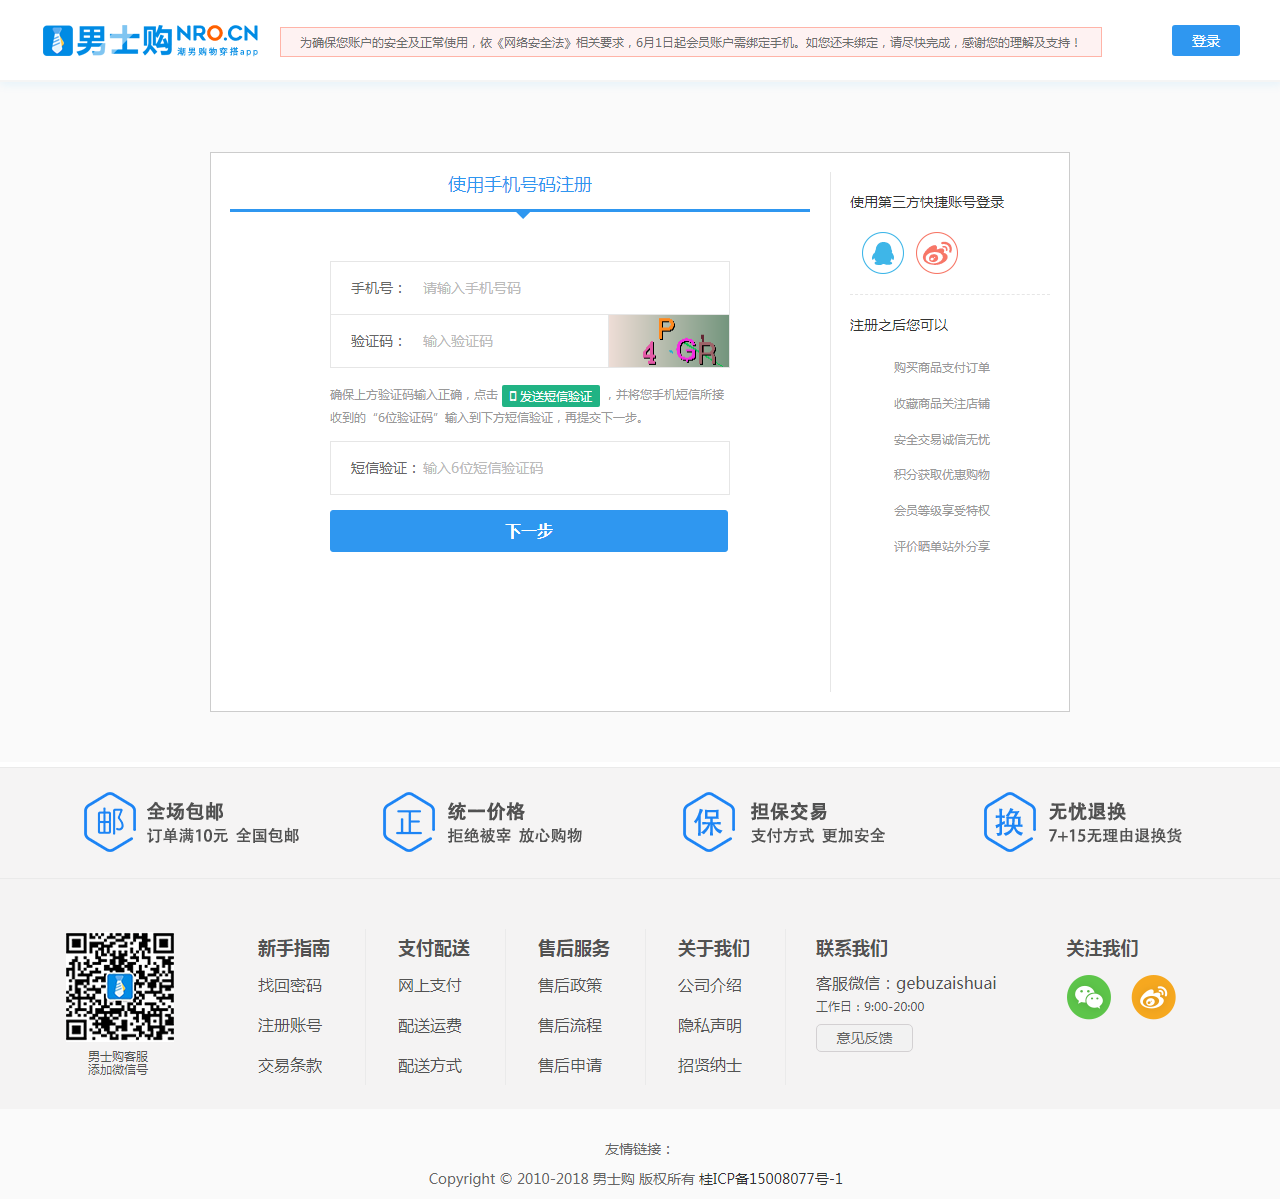 男士购 NRO.CN
潮男购物穿搭app
为确保您账户的安全及正常使用，依《网络安全法》相关要求，6月1日起会员账户需绑定手机。如您还未绑定，请尽快完成，感谢您的理解及支持！
登录
使用手机号码注册
手机号： 请输入手机号码
验证码： 输入验证码
4PGR
确保上方验证码输入正确，点击 发送短信验证 ，并将您手机短信所接
收到的“6位验证码”输入到下方短信验证，再提交下一步。
短信验证： 输入6位短信验证码
下一步
使用第三方快捷账号登录
注册之后您可以
购买商品支付订单
收藏商品关注店铺
安全交易诚信无忧
积分获取优惠购物
会员等级享受特权
评价晒单站外分享
邮 全场包邮
订单满10元 全国包邮
正 统一价格
拒绝被宰 放心购物
保 担保交易
支付方式 更加安全
换 无忧退换
7+15无理由退换货
男士购客服
添加微信号
新手指南
找回密码
注册账号
交易条款
支付配送
网上支付
配送运费
配送方式
售后服务
售后政策
售后流程
售后申请
关于我们
公司介绍
隐私声明
招贤纳士
联系我们
客服微信：gebuzaishuai
工作日：9:00-20:00
意见反馈
关注我们
友情链接：
Copyright © 2010-2018 男士购 版权所有 桂ICP备15008077号-1